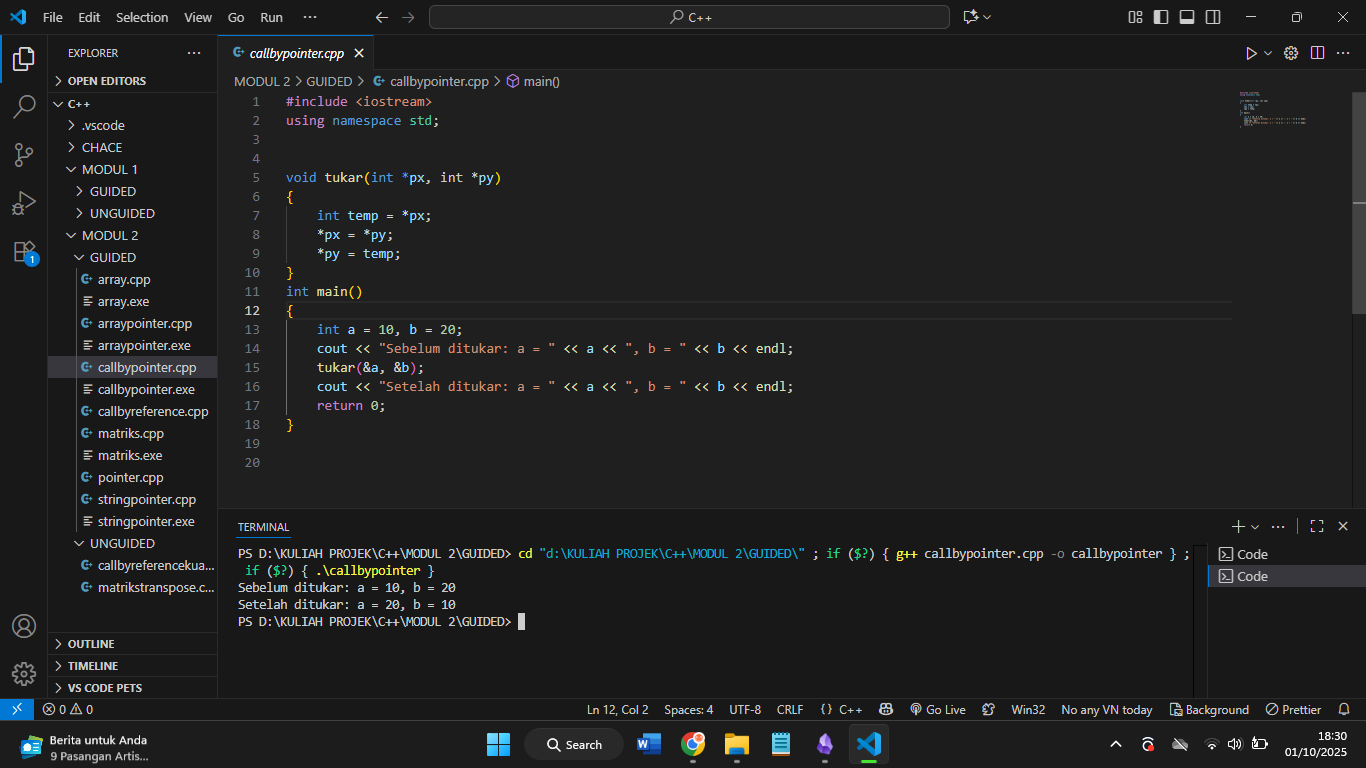 File Edit Selection View Go Run ···
C++
EXPLORER
OPEN EDITORS
C++
.vscode
CHACE
MODUL 1
GUIDED
UNGUIDED
MODUL 2
GUIDED
array.cpp
array.exe
arraypointer.cpp
arraypointer.exe
callbypointer.cpp
callbypointer.exe
callbyreference.cpp
matriks.cpp
matriks.exe
pointer.cpp
stringpointer.cpp
stringpointer.exe
UNGUIDED
callbyreferencekua...
matrikstranspose.c...
OUTLINE
TIMELINE
VS CODE PETS
1
callbypointer.cpp
MODUL 2 > GUIDED > callbypointer.cpp > main()
1 #include <iostream>
2 using namespace std;
3
4
5 void tukar(int *px, int *py)
6 {
7     int temp = *px;
8     *px = *py;
9     *py = temp;
10 }
11 int main()
12 {
13     int a = 10, b = 20;
14     cout << "Sebelum ditukar: a = " << a << ", b = " << b << endl;
15     tukar(&a, &b);
16     cout << "Setelah ditukar: a = " << a << ", b = " << b << endl;
17     return 0;
18 }
19
20
TERMINAL
PS D:\KULIAH PROJEK\C++\MODUL 2\GUIDED> cd "d:\KULIAH PROJEK\C++\MODUL 2\GUIDED\" ; if ($?) { g++ callbypointer.cpp -o callbypointer } ;
if ($?) { .\callbypointer }
Sebelum ditukar: a = 10, b = 20
Setelah ditukar: a = 20, b = 10
PS D:\KULIAH PROJEK\C++\MODUL 2\GUIDED>
Code
Code
0 0 Ln 12, Col 2 Spaces: 4 UTF-8 CRLF {} C++ Go Live Win32 No any VN today Background Prettier
Berita untuk Anda
9 Pasangan Artis...
Search
18:30
01/10/2025